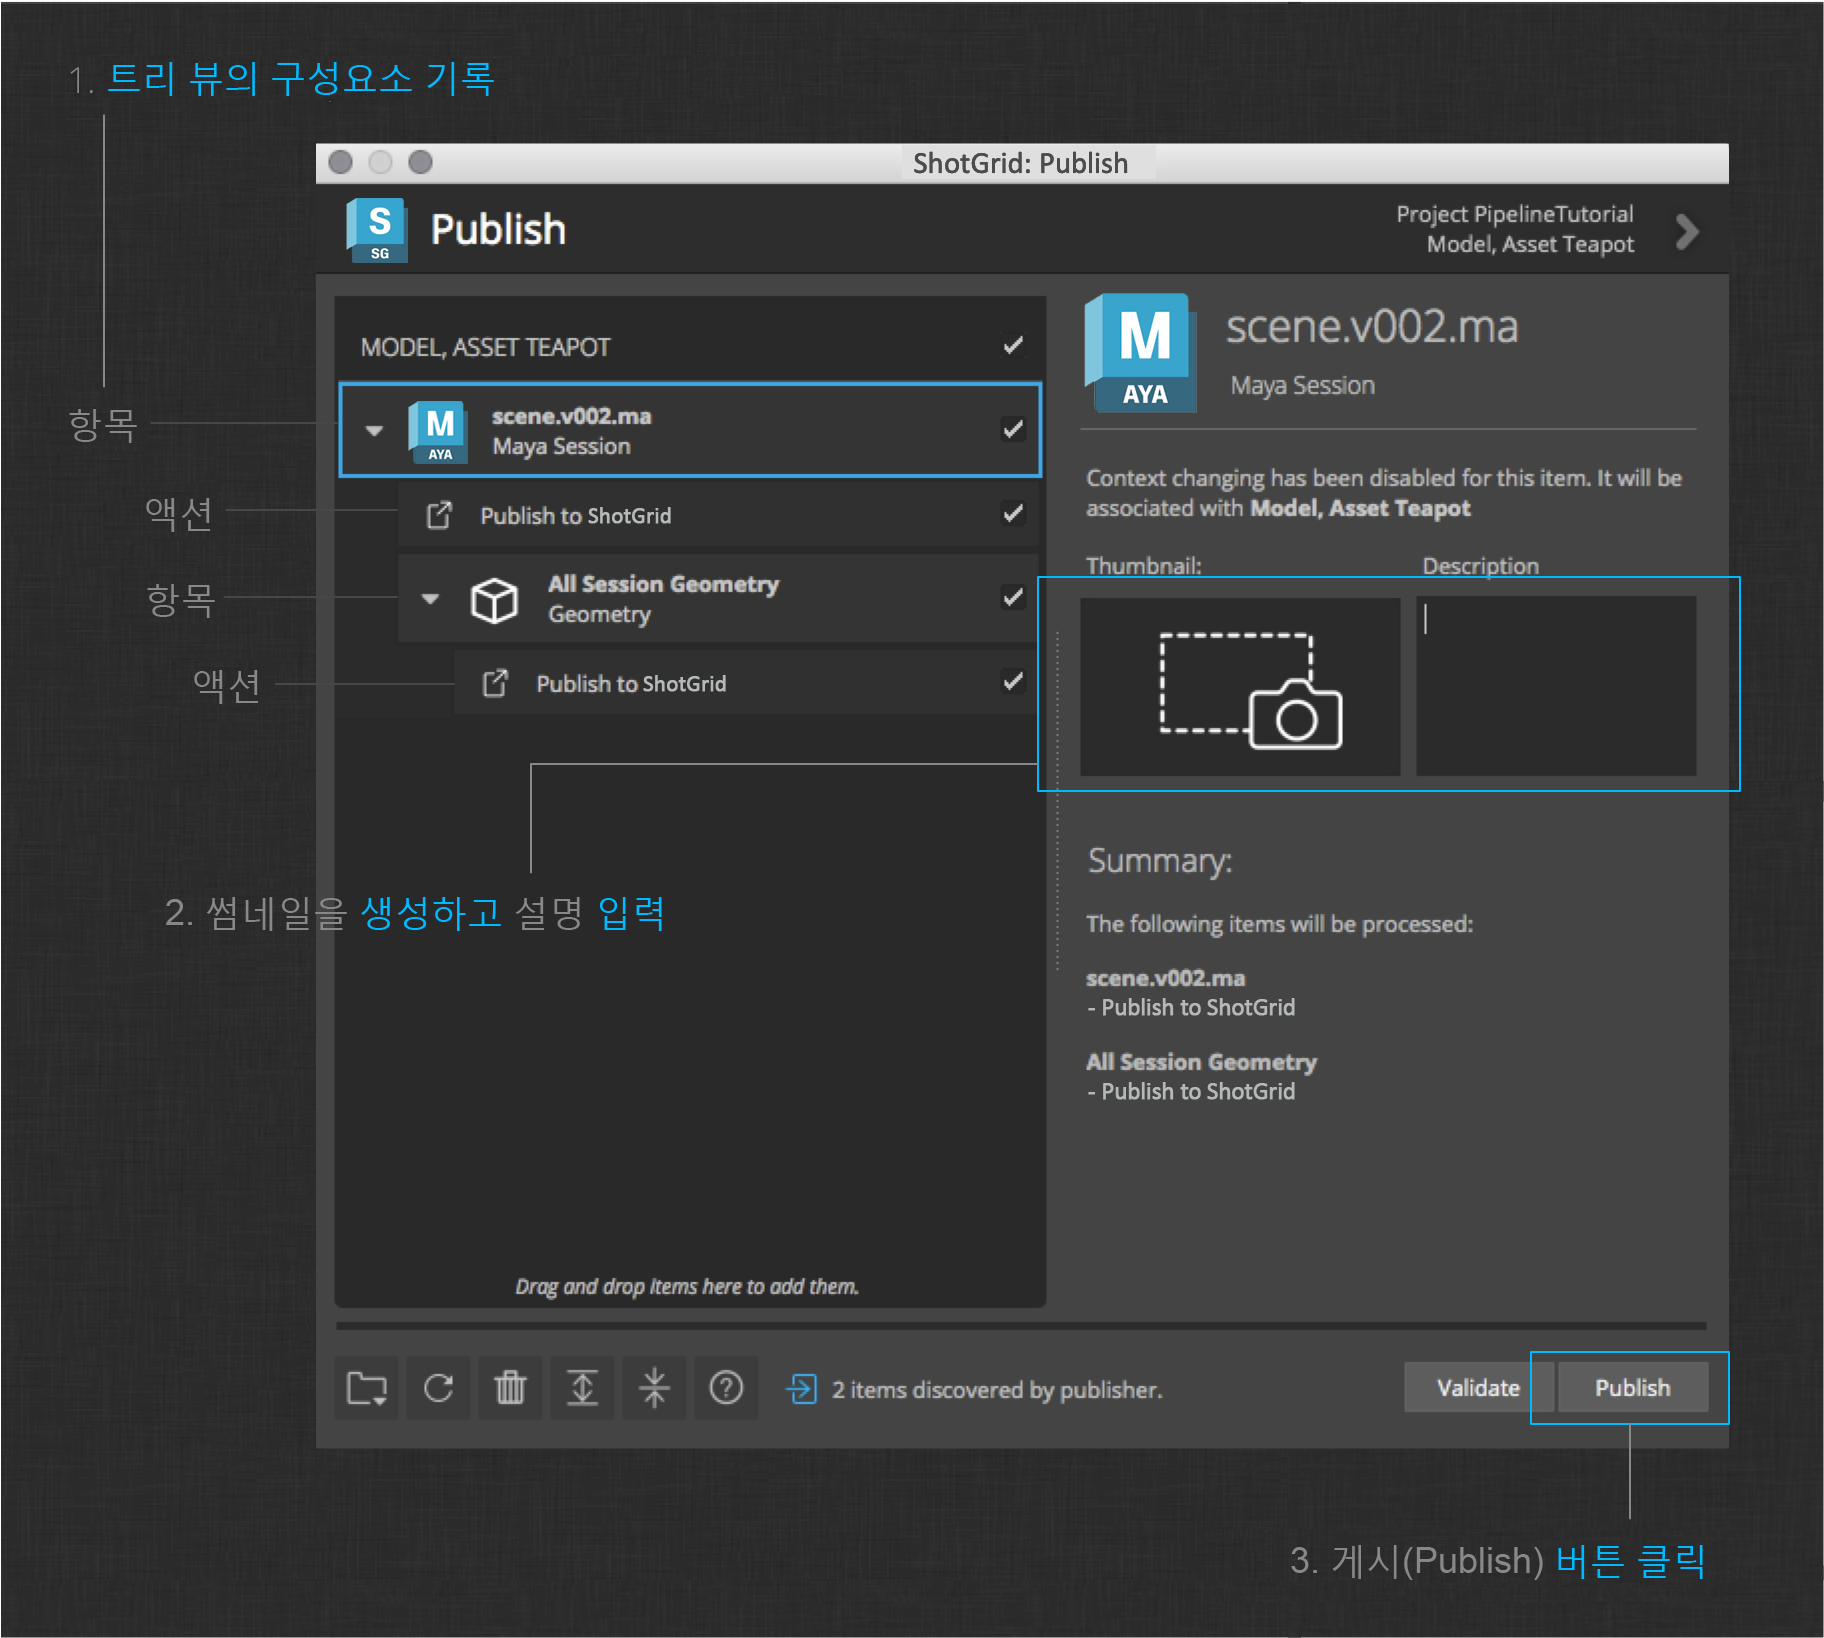 1. 트리 뷰의 구성요소 기록
ShotGrid: Publish
S
SG
Publish
Project PipelineTutorial
Model, Asset Teapot
MODEL, ASSET TEAPOT
항목
M
AYA
scene.v002.ma
Maya Session
액션
Publish to ShotGrid
항목
All Session Geometry
Geometry
액션
Publish to ShotGrid
2. 썸네일을 생성하고 설명 입력
Drag and drop items here to add them.
M
AYA
scene.v002.ma
Maya Session
Context changing has been disabled for this item. It will be
associated with Model, Asset Teapot
Thumbnail:
Description
Summary:
The following items will be processed:
scene.v002.ma
- Publish to ShotGrid
All Session Geometry
- Publish to ShotGrid
?
2 items discovered by publisher.
Validate
Publish
3. 게시(Publish) 버튼 클릭